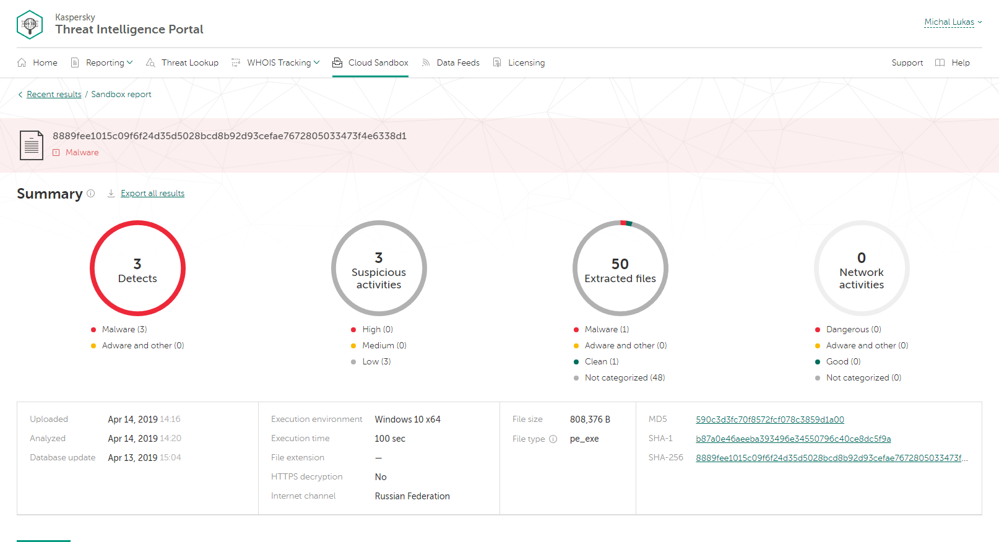 Kaspersky
Threat Intelligence Portal
Michal Lukas
Home Reporting Threat Lookup WHOIS Tracking Cloud Sandbox Data Feeds Licensing Support Help
Recent results / Sandbox report
8889fee1015c09f6f24d35d5028bcd8b92d93cefae7672805033473f4e6338d1
Malware
Summary Export all results
3
Detects
Malware (3)
Adware and other (0)
3
Suspicious
activities
High (0)
Medium (0)
Low (3)
50
Extracted files
Malware (1)
Adware and other (0)
Clean (1)
Not categorized (48)
0
Network
activities
Dangerous (0)
Adware and other (0)
Good (0)
Not categorized (0)
Uploaded Apr 14, 2019 14:16
Analyzed Apr 14, 2019 14:20
Database update Apr 13, 2019 15:04
Execution environment Windows 10 x64
Execution time 100 sec
File extension —
HTTPS decryption No
Internet channel Russian Federation
File size 808,376 B
File type pe_exe
MD5 590c3d3fc70f8572fcf078c3859d1a00
SHA-1 b87a0e46aeeba393496e34550796c40ce8dc5f9a
SHA-256 8889fee1015c09f6f24d35d5028bcd8b92d93cefae7672805033473f...